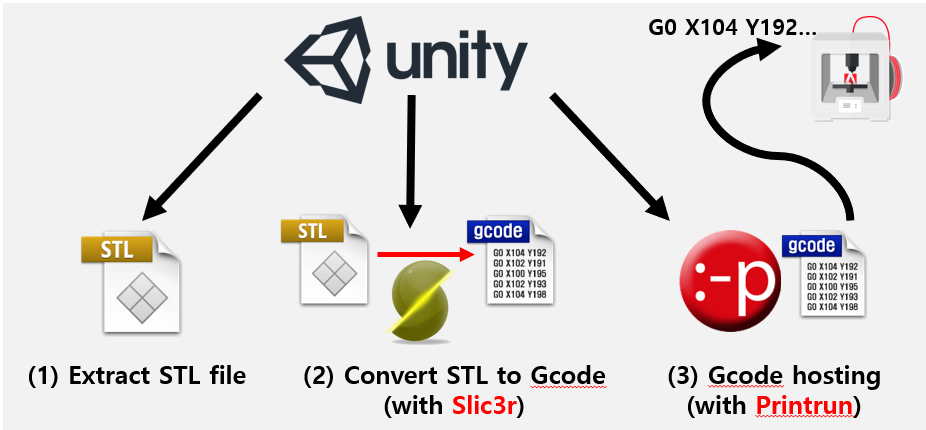 unity
G0 X104 Y192...
STL
STL
gcode
G0 X104 Y192
G0 X102 Y191
G0 X100 Y195
G0 X102 Y193
G0 X104 Y198
:-p
gcode
G0 X104 Y192
G0 X102 Y191
G0 X100 Y195
G0 X102 Y193
G0 X104 Y198
(1) Extract STL file
(2) Convert STL to Gcode
(with Slic3r)
(3) Gcode hosting
(with Printrun)